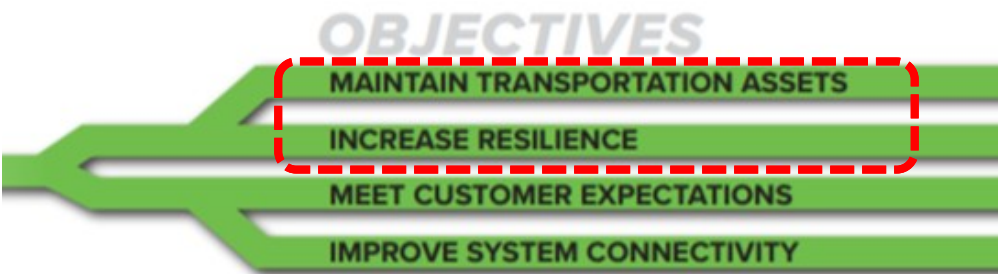 OBJECTIVES
MAINTAIN TRANSPORTATION ASSETS
INCREASE RESILIENCE
MEET CUSTOMER EXPECTATIONS
IMPROVE SYSTEM CONNECTIVITY